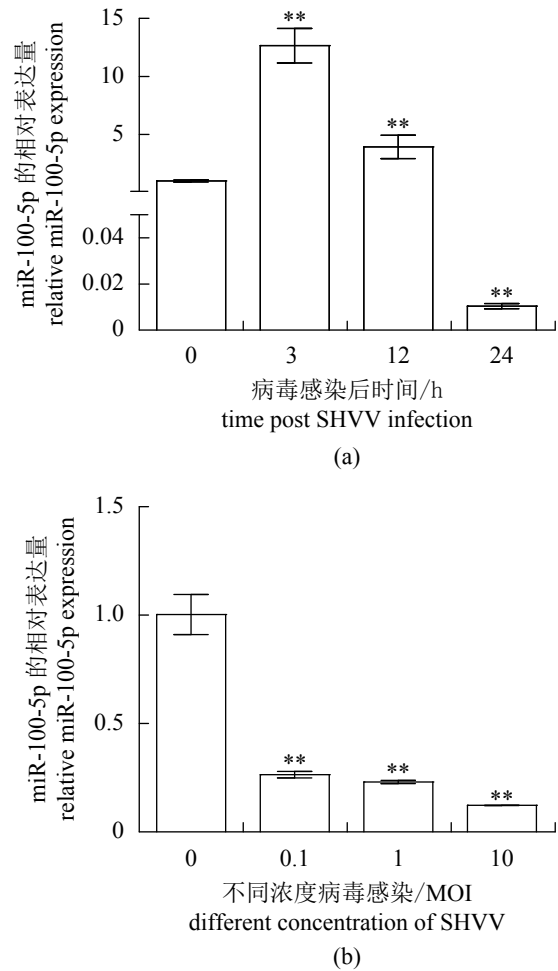 miR-100-5p 的相对表达量
relative miR-100-5p expression
15
10
5
0.04
0.02
0
**
**
**
0 3 12 24
病毒感染后时间/h
time post SHVV infection
(a)
miR-100-5p 的相对表达量
relative miR-100-5p expression
1.5
1.0
0.5
0
**
**
**
0 0.1 1 10
不同浓度病毒感染/MOI
different concentration of SHVV
(b)